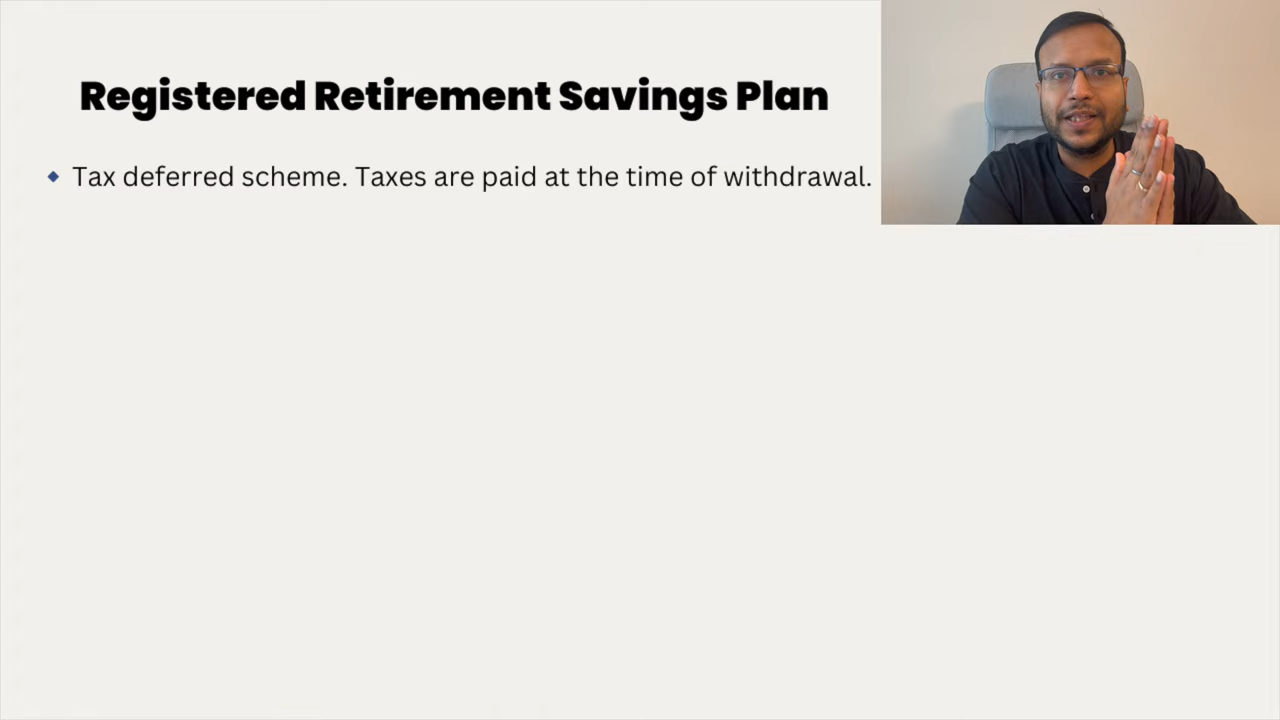 Registered Retirement Savings Plan
Tax deferred scheme. Taxes are paid at the time of withdrawal.